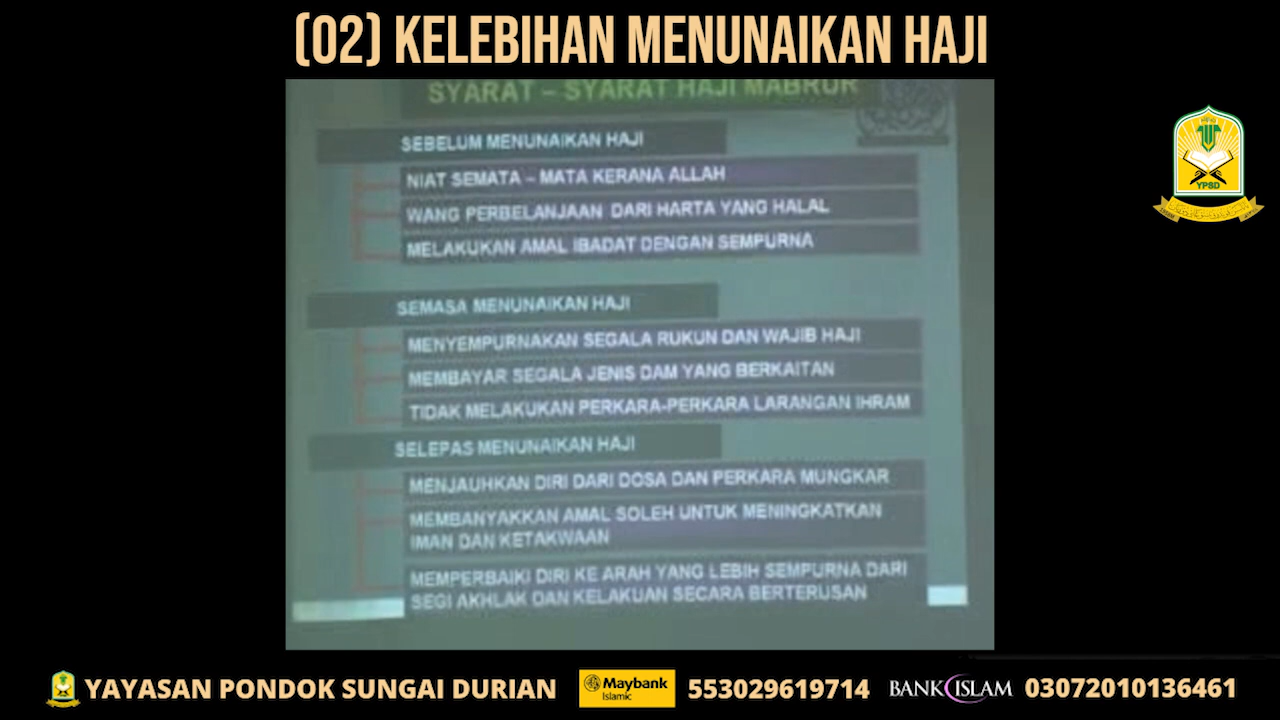 (02) KELEBIHAN MENUNAIKAN HAJI
SYARAT – SYARAT HAJI MABRUR
SEBELUM MENUNAIKAN HAJI
NIAT SEMATA – MATA KERANA ALLAH
WANG PERBELANJAAN DARI HARTA YANG HALAL
MELAKUKAN AMAL IBADAT DENGAN SEMPURNA
SEMASA MENUNAIKAN HAJI
MENYEMPURNAKAN SEGALA RUKUN DAN WAJIB HAJI
MEMBAYAR SEGALA JENIS DAM YANG BERKAITAN
TIDAK MELAKUKAN PERKARA-PERKARA LARANGAN IHRAM
SELEPAS MENUNAIKAN HAJI
MENJAUHKAN DIRI DARI DOSA DAN PERKARA MUNGKAR
MEMBANYAKKAN AMAL SOLEH UNTUK MENINGKATKAN
IMAN DAN KETAKWAAN
MEMPERBAIKI DIRI KE ARAH YANG LEBIH SEMPURNA DARI
SEGI AKHLAK DAN KELAKUAN SECARA BERTERUSAN
YPSD
YAYASAN PONDOK SUNGAI DURIAN
Maybank
Islamic
553029619714
BANK ISLAM
03072010136461